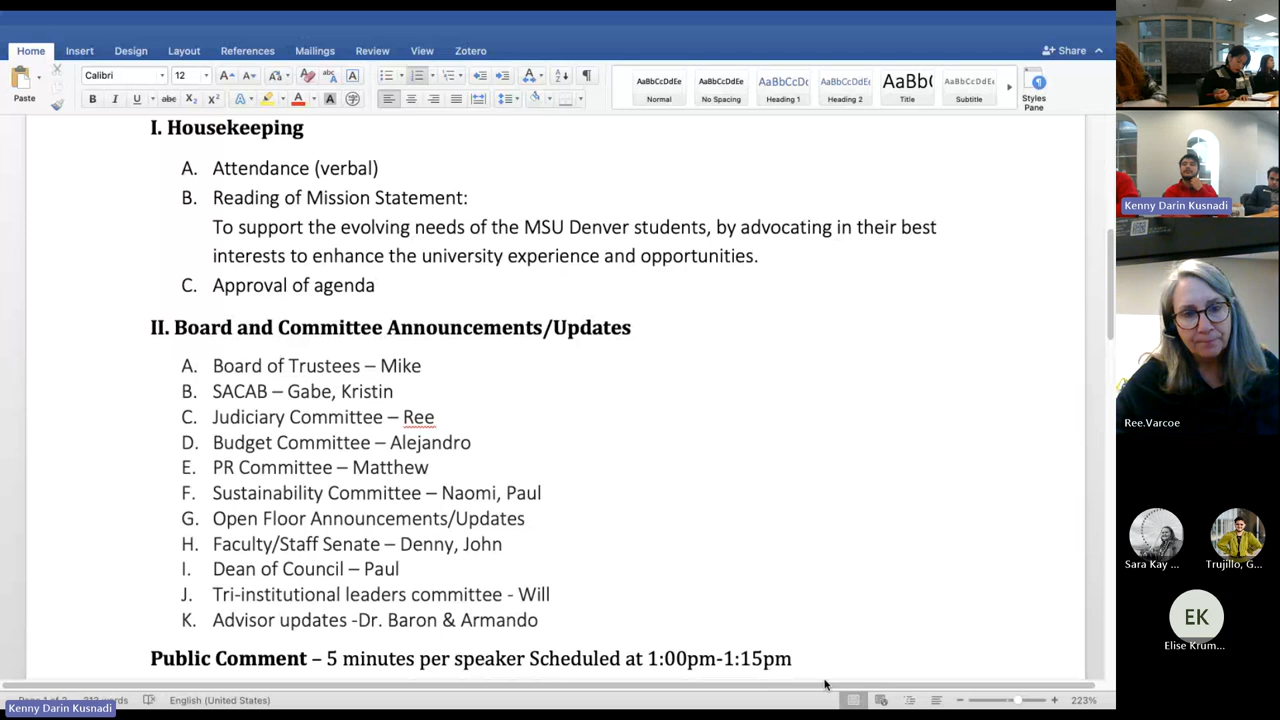 Home Insert Design Layout References Mailings Review View Zotero Share
Paste Calibri 12 AaBbCcDdEe AaBbCcDdEe AaBbCcDc AaBbCcDdEe AaBb( AaBbCcDdEe
Normal No Spacing Heading 1 Heading 2 Title Subtitle Styles Pane
I. Housekeeping
A. Attendance (verbal)
B. Reading of Mission Statement:
To support the evolving needs of the MSU Denver students, by advocating in their best
interests to enhance the university experience and opportunities.
C. Approval of agenda
II. Board and Committee Announcements/Updates
A. Board of Trustees – Mike
B. SACAB – Gabe, Kristin
C. Judiciary Committee – Ree
D. Budget Committee – Alejandro
E. PR Committee – Matthew
F. Sustainability Committee – Naomi, Paul
G. Open Floor Announcements/Updates
H. Faculty/Staff Senate – Denny, John
I. Dean of Council – Paul
J. Tri-institutional leaders committee - Will
K. Advisor updates -Dr. Baron & Armando
Public Comment – 5 minutes per speaker Scheduled at 1:00pm-1:15pm
English (United States) 223%
Kenny Darin Kusnadi
Kenny Darin Kusnadi
Ree.Varcoe
Sara Kay ... Trujillo, G...
EK
Elise Krum...